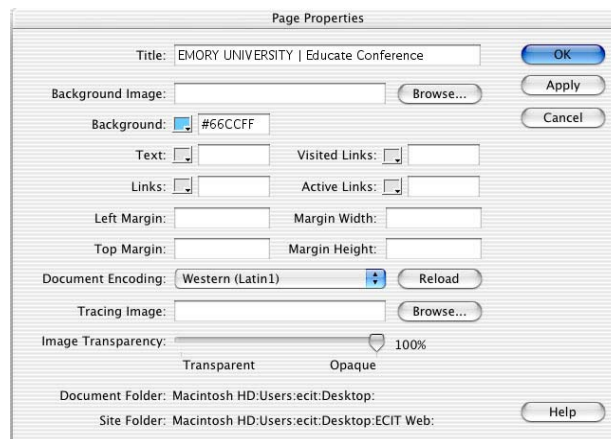 Page Properties
Title: EMORY UNIVERSITY | Educate Conference
OK
Background Image: Browse...
Apply
Background: #66CCFF
Cancel
Text: Visited Links:
Links: Active Links:
Left Margin: Margin Width:
Top Margin: Margin Height:
Document Encoding: Western (Latin1) Reload
Tracing Image: Browse...
Image Transparency: 100%
Transparent Opaque
Document Folder: Macintosh HD:Users:ecit:Desktop:
Site Folder: Macintosh HD:Users:ecit:Desktop:ECIT Web:
Help